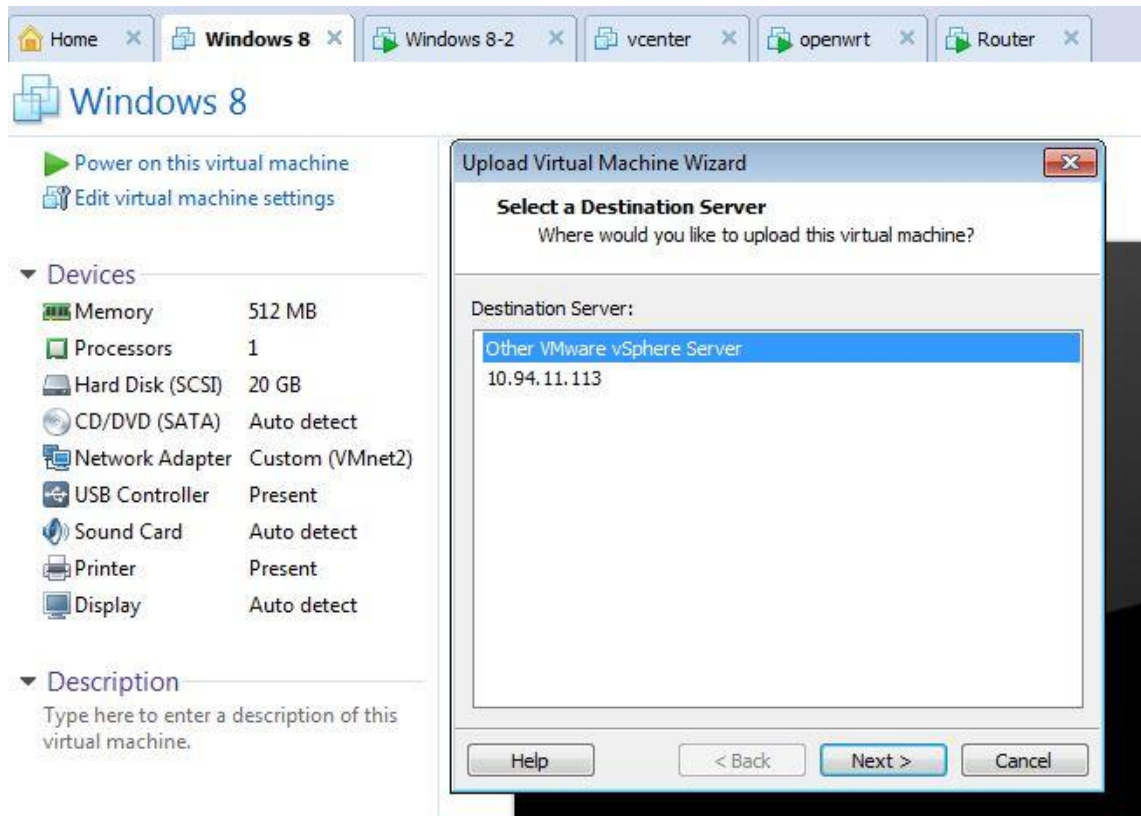 Home
Windows 8
Windows 8-2
vcenter
openwrt
Router
Windows 8
Power on this virtual machine
Edit virtual machine settings
Devices
Memory 512 MB
Processors 1
Hard Disk (SCSI) 20 GB
CD/DVD (SATA) Auto detect
Network Adapter Custom (VMnet2)
USB Controller Present
Sound Card Auto detect
Printer Present
Display Auto detect
Description
Type here to enter a description of this
virtual machine.
Upload Virtual Machine Wizard
Select a Destination Server
Where would you like to upload this virtual machine?
Destination Server:
Other VMware vSphere Server
10.94.11.113
Help
< Back
Next >
Cancel